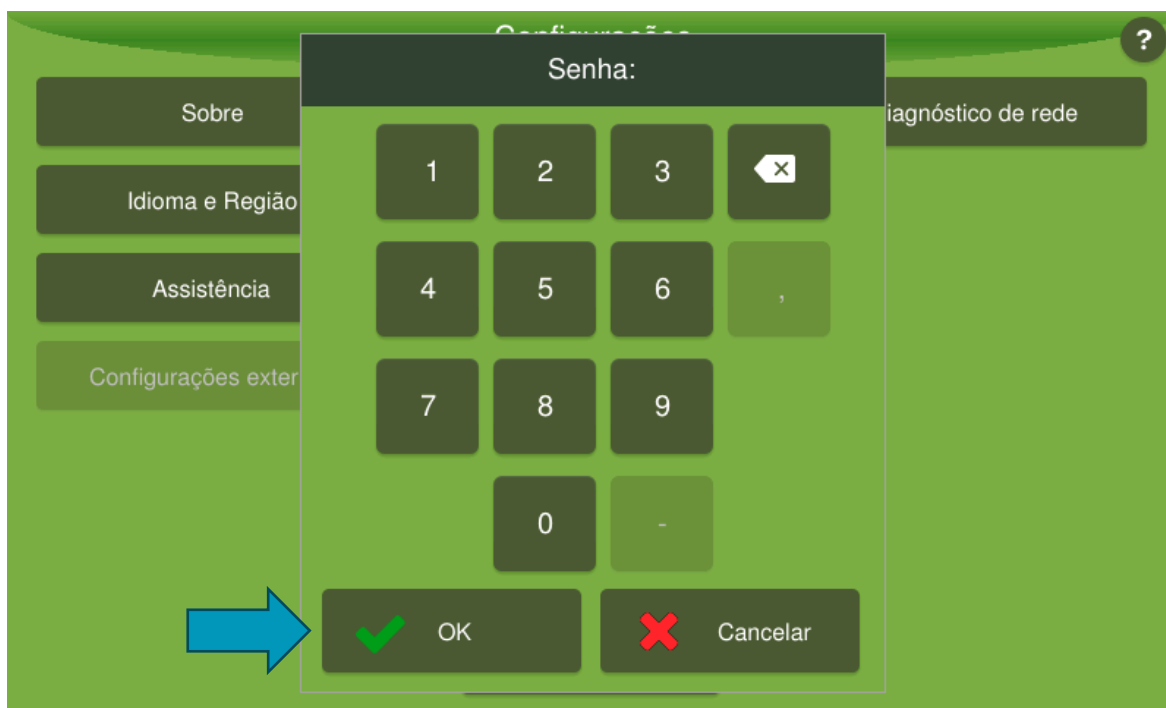 Configurações
?
Senha:
Sobre
iagnóstico de rede
Idioma e Região
Assistência
Configurações exter
1 2 3
4 5 6 ,
7 8 9
0 -
OK
Cancelar